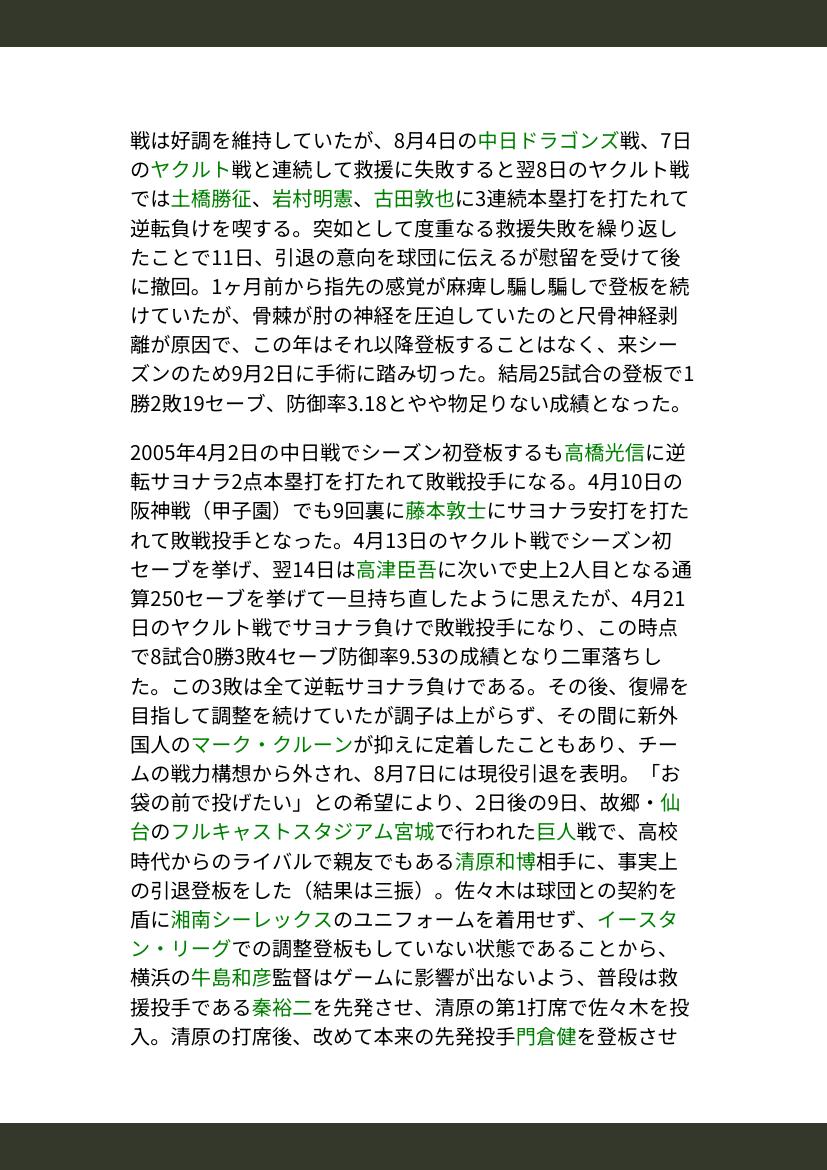 戦は好調を維持していたが、8月4日の中日ドラゴンズ戦、7日
のヤクルト戦と連続して救援に失敗すると翌8日のヤクルト戦
では土橋勝征、岩村明憲、古田敦也に3連続本塁打を打たれて
逆転負けを喫する。突如として度重なる救援失敗を繰り返し
たことで11日、引退の意向を球団に伝えるが慰留を受けて後
に撤回。1ヶ月前から指先の感覚が麻痺し騙し騙しで登板を続
けていたが、骨棘が肘の神経を圧迫していたのと尺骨神経剥
離が原因で、この年はそれ以降登板することはなく、来シー
ズンのため9月2日に手術に踏み切った。結局25試合の登板で1
勝2敗19セーブ、防御率3.18とやや物足りない成績となった。
2005年4月2日の中日戦でシーズン初登板するも高橋光信に逆
転サヨナラ2点本塁打を打たれて敗戦投手になる。4月10日の
阪神戦（甲子園）でも9回裏に藤本敦士にサヨナラ安打を打た
れて敗戦投手となった。4月13日のヤクルト戦でシーズン初
セーブを挙げ、翌14日は高津臣吾に次いで史上2人目となる通
算250セーブを挙げて一旦持ち直したように思えたが、4月21
日のヤクルト戦でサヨナラ負けで敗戦投手になり、この時点
で8試合0勝3敗4セーブ防御率9.53の成績となり二軍落ちし
た。この3敗は全て逆転サヨナラ負けである。その後、復帰を
目指して調整を続けていたが調子は上がらず、その間に新外
国人のマーク・クルーンが抑えに定着したこともあり、チー
ムの戦力構想から外され、8月7日には現役引退を表明。「お
袋の前で投げたい」との希望により、2日後の9日、故郷・仙
台のフルキャストスタジアム宮城で行われた巨人戦で、高校
時代からのライバルで親友でもある清原和博相手に、事実上
の引退登板をした（結果は三振）。佐々木は球団との契約を
盾に湘南シーレックスのユニフォームを着用せず、イースタ
ン・リーグでの調整登板もしていない状態であることから、
横浜の牛島和彦監督はゲームに影響が出ないよう、普段は救
援投手である秦裕二を先発させ、清原の第1打席で佐々木を投
入。清原の打席後、改めて本来の先発投手門倉健を登板させ